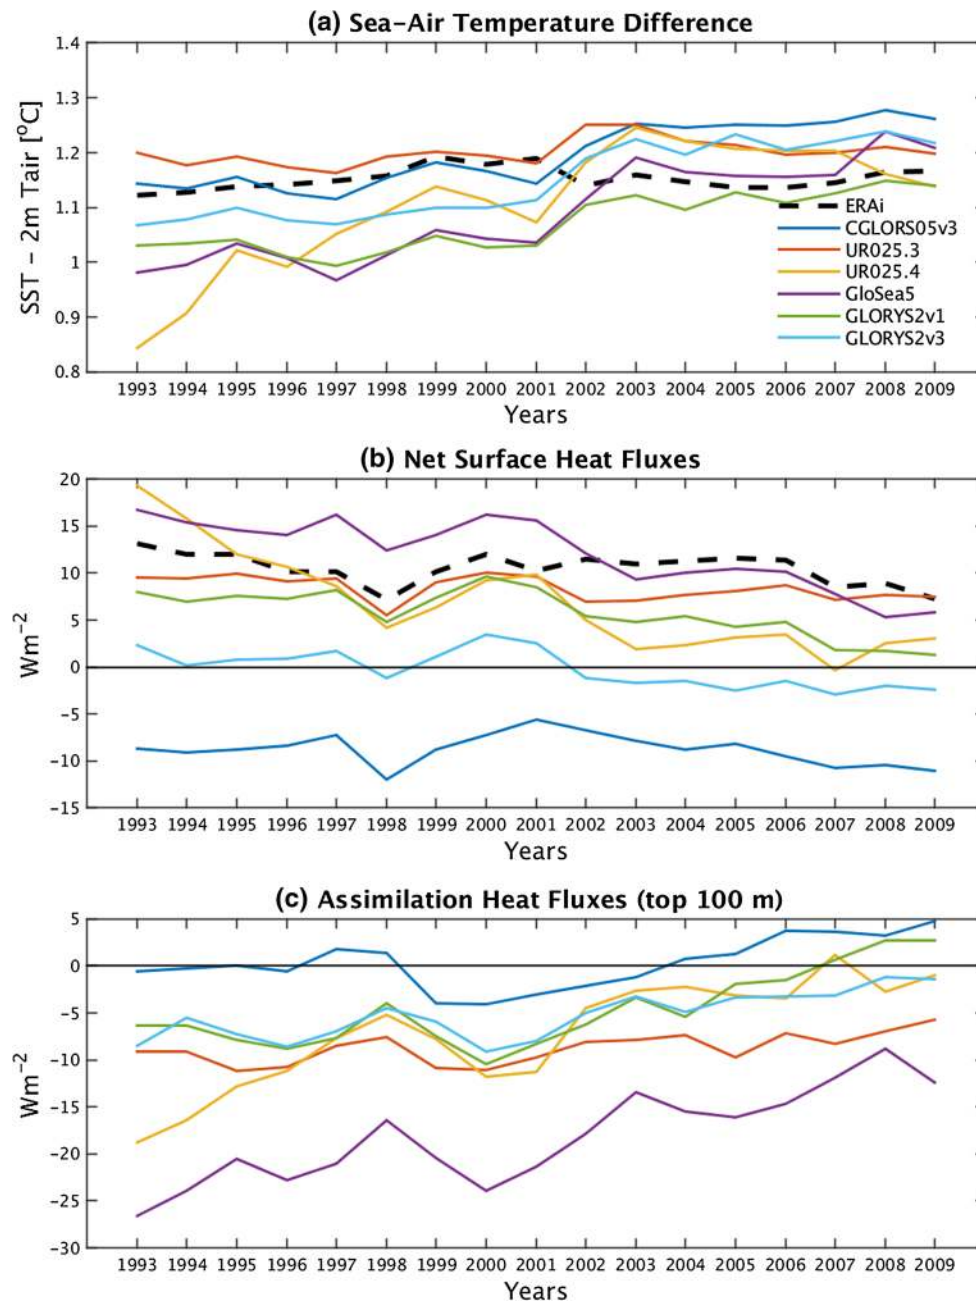 (a) Sea–Air Temperature Difference
1.4
1.3
1.2
1.1
1
0.9
0.8
SST - 2m Tair [°C]
ERAi
CGLORS05v3
UR025.3
UR025.4
GloSea5
GLORYS2v1
GLORYS2v3
1993 1994 1995 1996 1997 1998 1999 2000 2001 2002 2003 2004 2005 2006 2007 2008 2009
Years
(b) Net Surface Heat Fluxes
20
15
10
5
0
−5
−10
−15
Wm⁻²
1993 1994 1995 1996 1997 1998 1999 2000 2001 2002 2003 2004 2005 2006 2007 2008 2009
Years
(c) Assimilation Heat Fluxes (top 100 m)
5
0
−5
−10
−15
−20
−25
−30
Wm⁻²
1993 1994 1995 1996 1997 1998 1999 2000 2001 2002 2003 2004 2005 2006 2007 2008 2009
Years